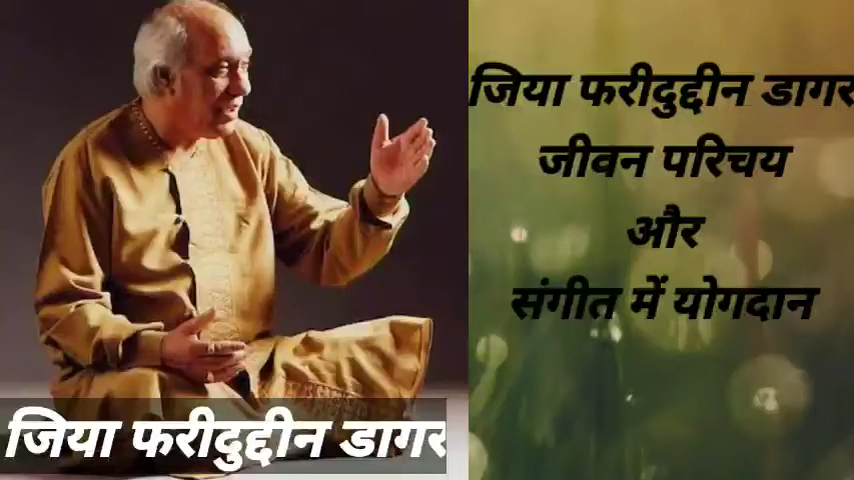 जिया फरीदुद्दीन डागर
जीवन परिचय
और
संगीत में योगदान
जिया फरीदुद्दीन डागर